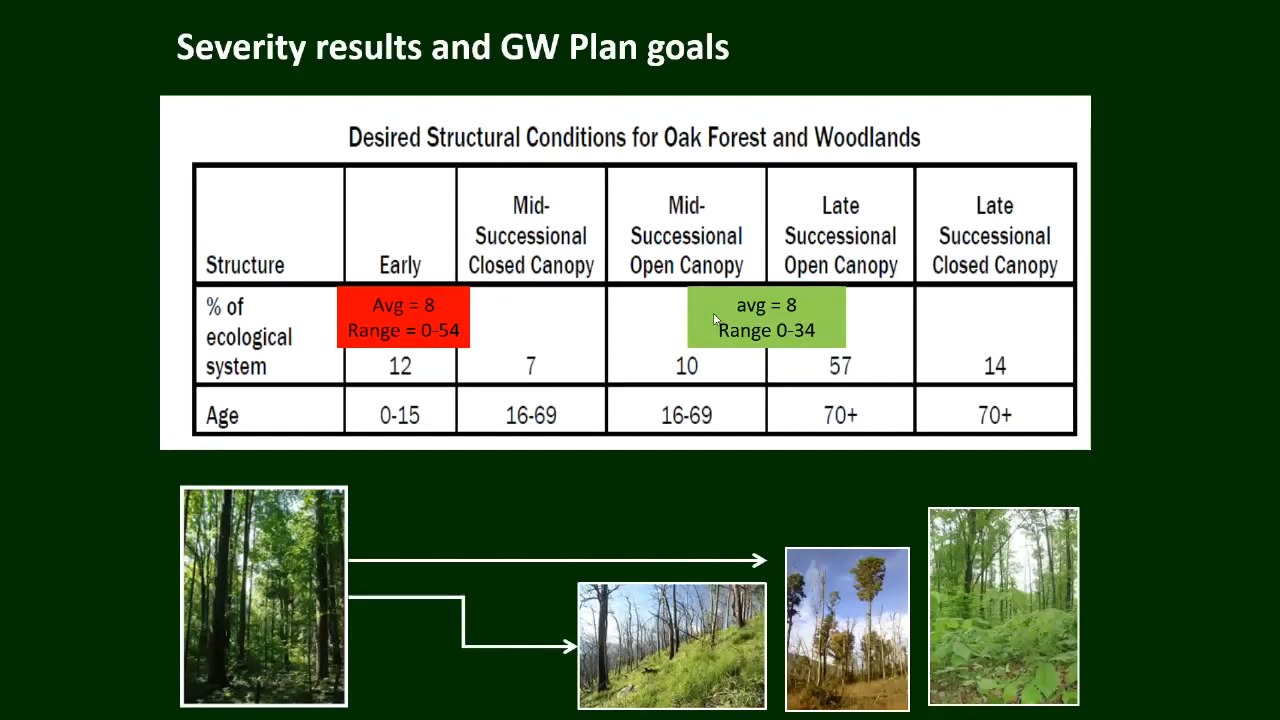 Severity results and GW Plan goals
Desired Structural Conditions for Oak Forest and Woodlands
Structure
Early
Mid-
Successional
Closed Canopy
Mid-
Successional
Open Canopy
Late
Successional
Open Canopy
Late
Successional
Closed Canopy
% of
ecological
system
Avg = 8
Range = 0-54
12
7
10
avg = 8
Range 0-34
57
14
Age
0-15
16-69
16-69
70+
70+